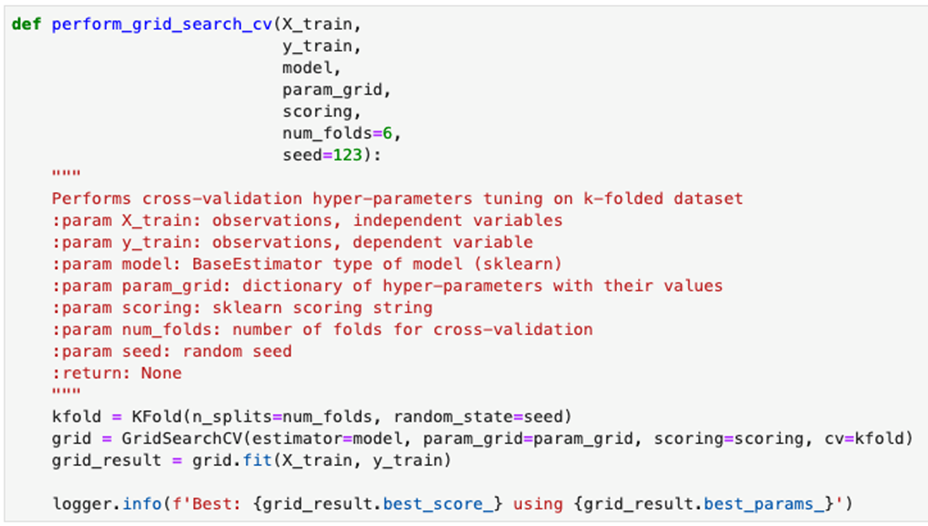 def perform_grid_search_cv(X_train,
                           y_train,
                           model,
                           param_grid,
                           scoring,
                           num_folds=6,
                           seed=123):
    """
    Performs cross-validation hyper-parameters tuning on k-folded dataset
    :param X_train: observations, independent variables
    :param y_train: observations, dependent variable
    :param model: BaseEstimator type of model (sklearn)
    :param param_grid: dictionary of hyper-parameters with their values
    :param scoring: sklearn scoring string
    :param num_folds: number of folds for cross-validation
    :param seed: random seed
    :return: None
    """
    kfold = KFold(n_splits=num_folds, random_state=seed)
    grid = GridSearchCV(estimator=model, param_grid=param_grid, scoring=scoring, cv=kfold)
    grid_result = grid.fit(X_train, y_train)

    logger.info(f'Best: {grid_result.best_score_} using {grid_result.best_params_}')